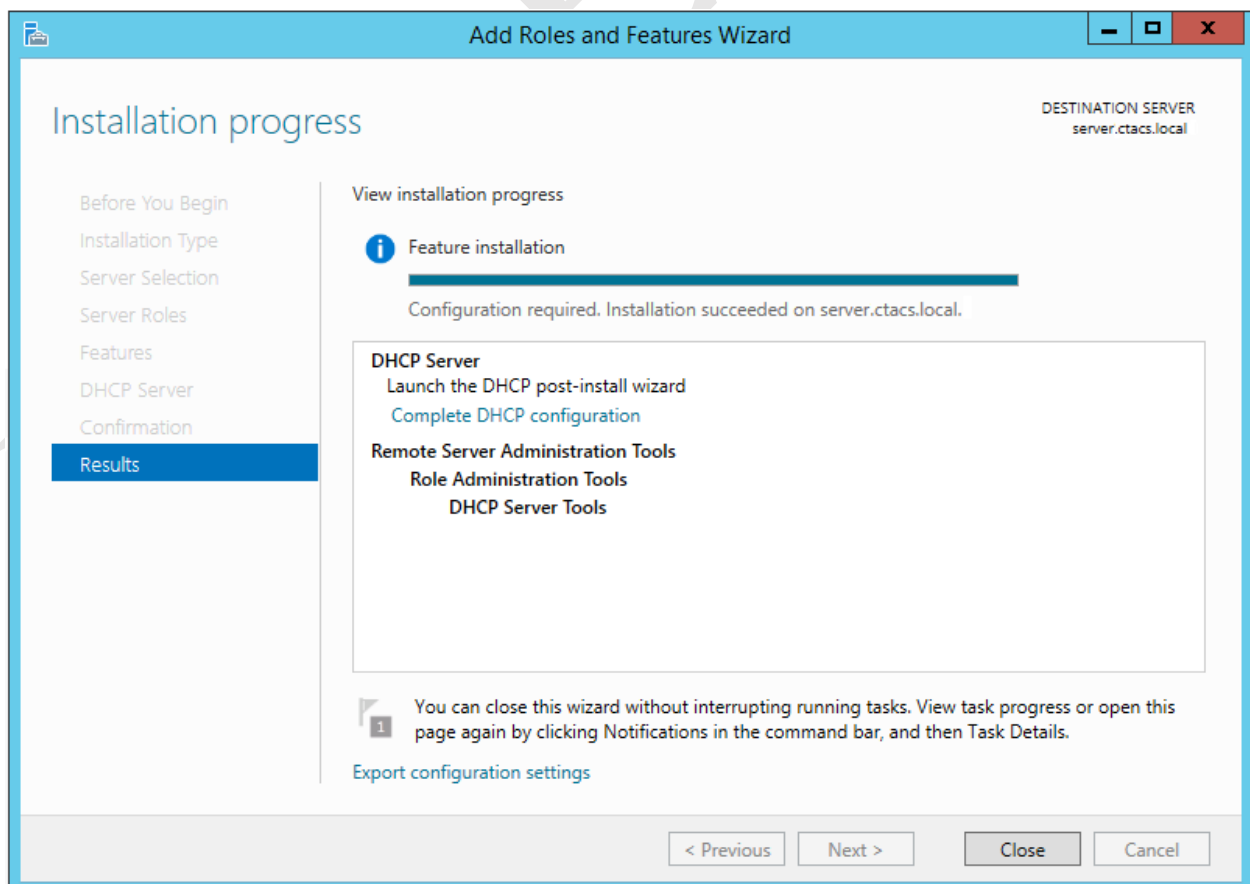 Add Roles and Features Wizard
Installation progress
DESTINATION SERVER
server.ctacs.local
Before You Begin
Installation Type
Server Selection
Server Roles
Features
DHCP Server
Confirmation
Results
View installation progress
Feature installation
Configuration required. Installation succeeded on server.ctacs.local.
DHCP Server
Launch the DHCP post-install wizard
Complete DHCP configuration
Remote Server Administration Tools
Role Administration Tools
DHCP Server Tools
1
You can close this wizard without interrupting running tasks. View task progress or open this
page again by clicking Notifications in the command bar, and then Task Details.
Export configuration settings
< Previous
Next >
Close
Cancel